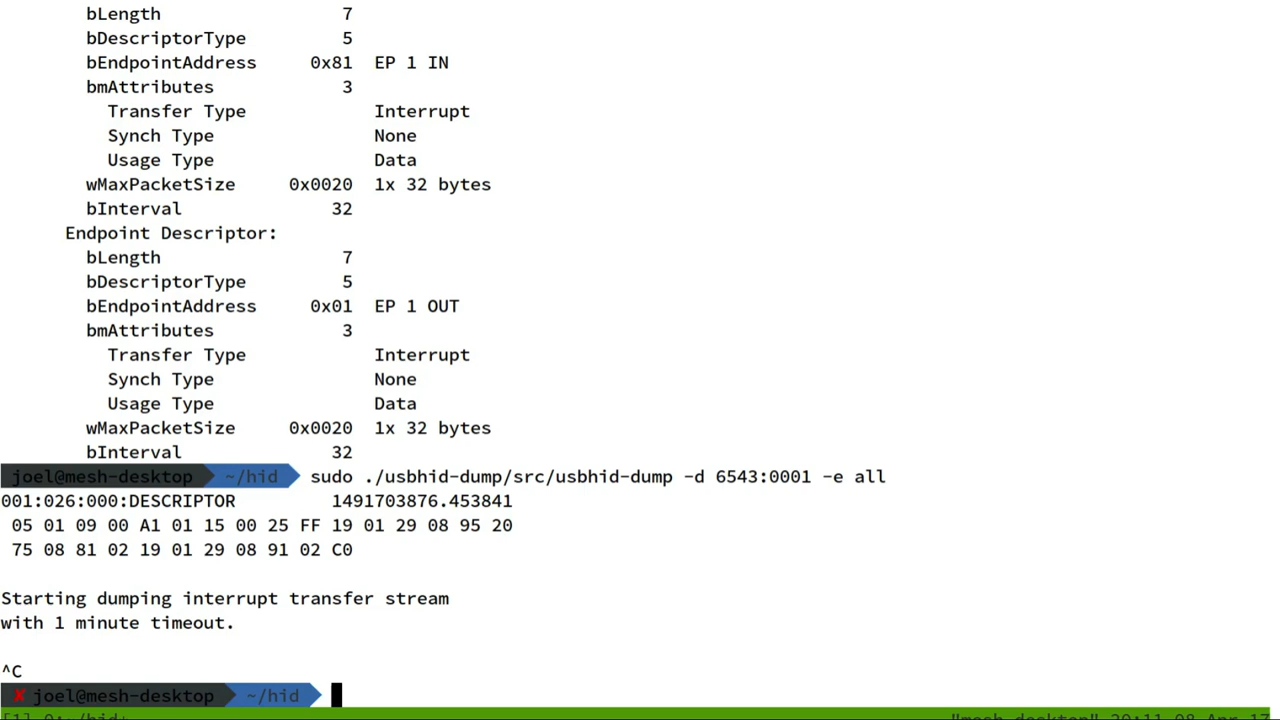 bLength 7
bDescriptorType 5
bEndpointAddress 0x81 EP 1 IN
bmAttributes 3
Transfer Type Interrupt
Synch Type None
Usage Type Data
wMaxPacketSize 0x0020 1x 32 bytes
bInterval 32
Endpoint Descriptor:
bLength 7
bDescriptorType 5
bEndpointAddress 0x01 EP 1 OUT
bmAttributes 3
Transfer Type Interrupt
Synch Type None
Usage Type Data
wMaxPacketSize 0x0020 1x 32 bytes
bInterval 32
joel@mesh-desktop ~/hid sudo ./usbhid-dump/src/usbhid-dump -d 6543:0001 -e all
001:026:000:DESCRIPTOR 1491703876.453841
05 01 09 00 A1 01 15 00 25 FF 19 01 29 08 95 20
75 08 81 02 19 01 29 08 91 02 C0
Starting dumping interrupt transfer stream
with 1 minute timeout.
^C
✘ joel@mesh-desktop ~/hid